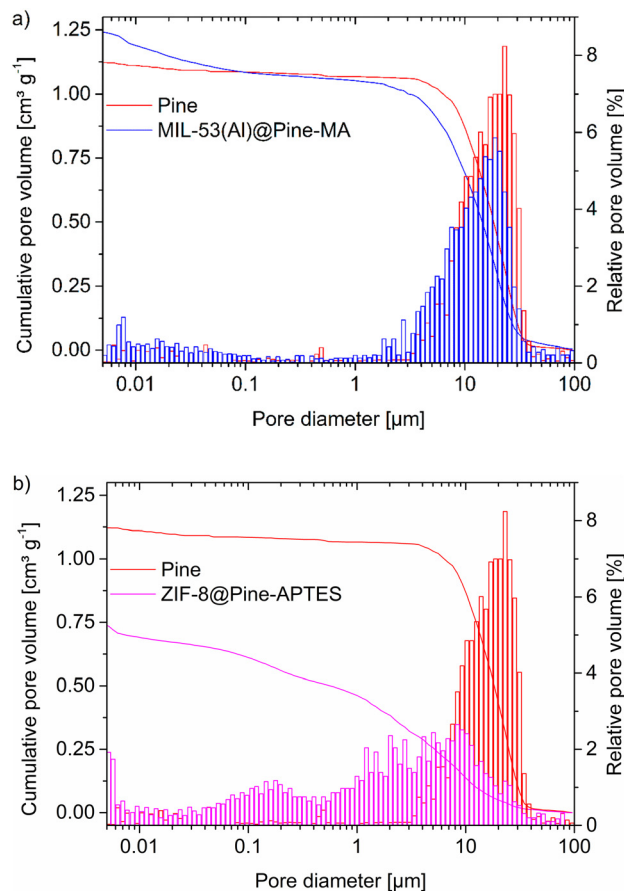 a)
1.25
1.00
0.75
0.50
0.25
0.00
Cumulative pore volume [cm³ g⁻¹]
Pine
MIL-53(Al)@Pine-MA
8
6
4
2
0
Relative pore volume [%]
0.01
0.1
1
10
100
Pore diameter [µm]
b)
1.25
1.00
0.75
0.50
0.25
0.00
Cumulative pore volume [cm³ g⁻¹]
Pine
ZIF-8@Pine-APTES
8
6
4
2
0
Relative pore volume [%]
0.01
0.1
1
10
100
Pore diameter [µm]